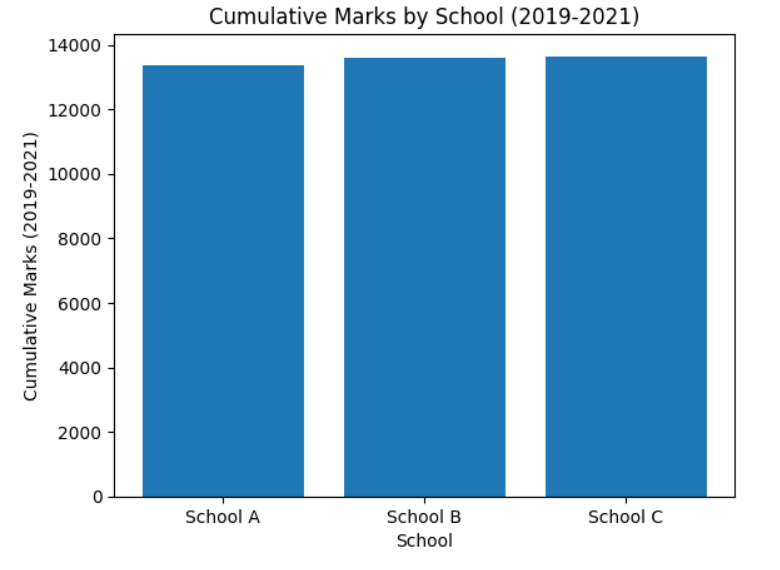 Cumulative Marks by School (2019-2021)
Cumulative Marks (2019-2021)
14000
12000
10000
8000
6000
4000
2000
0
School A School B School C
School